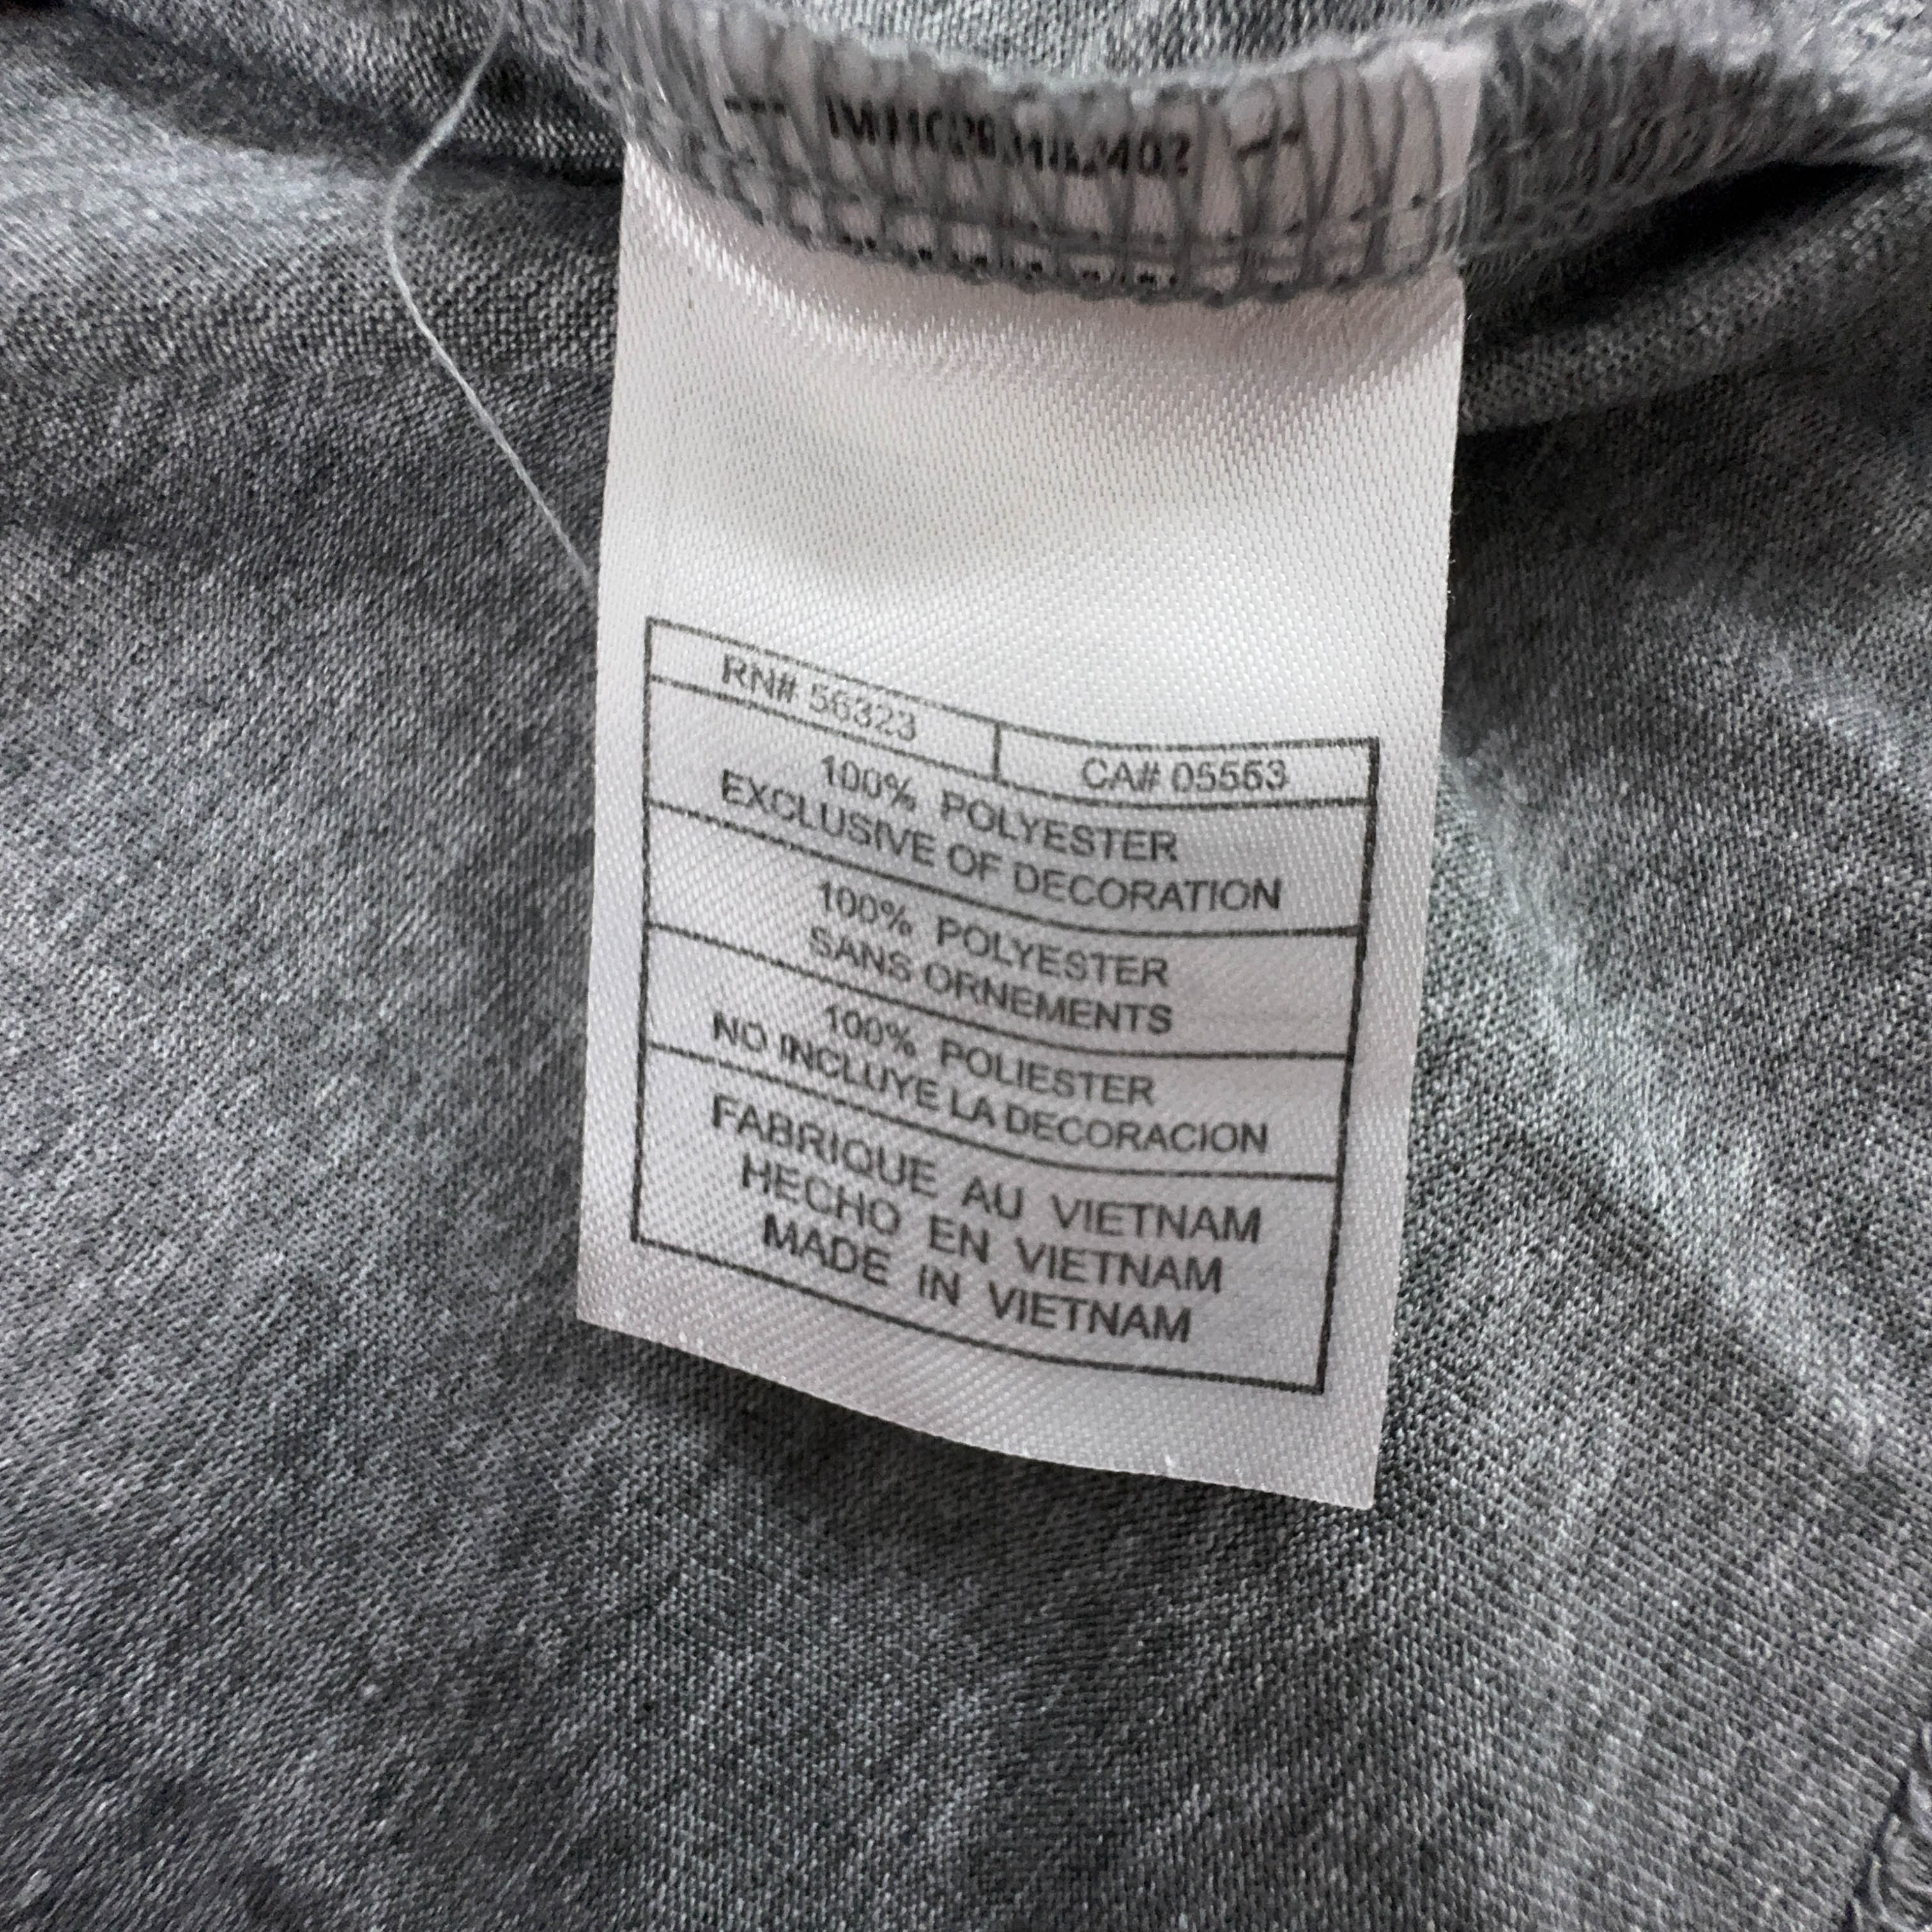 RN# 56323
CA# 05553
100% POLYESTER
EXCLUSIVE OF DECORATION
100% POLYESTER
SANS ORNEMENTS
100% POLIESTER
NO INCLUYE LA DECORACION
FABRIQUE AU VIETNAM
HECHO EN VIETNAM
MADE IN VIETNAM